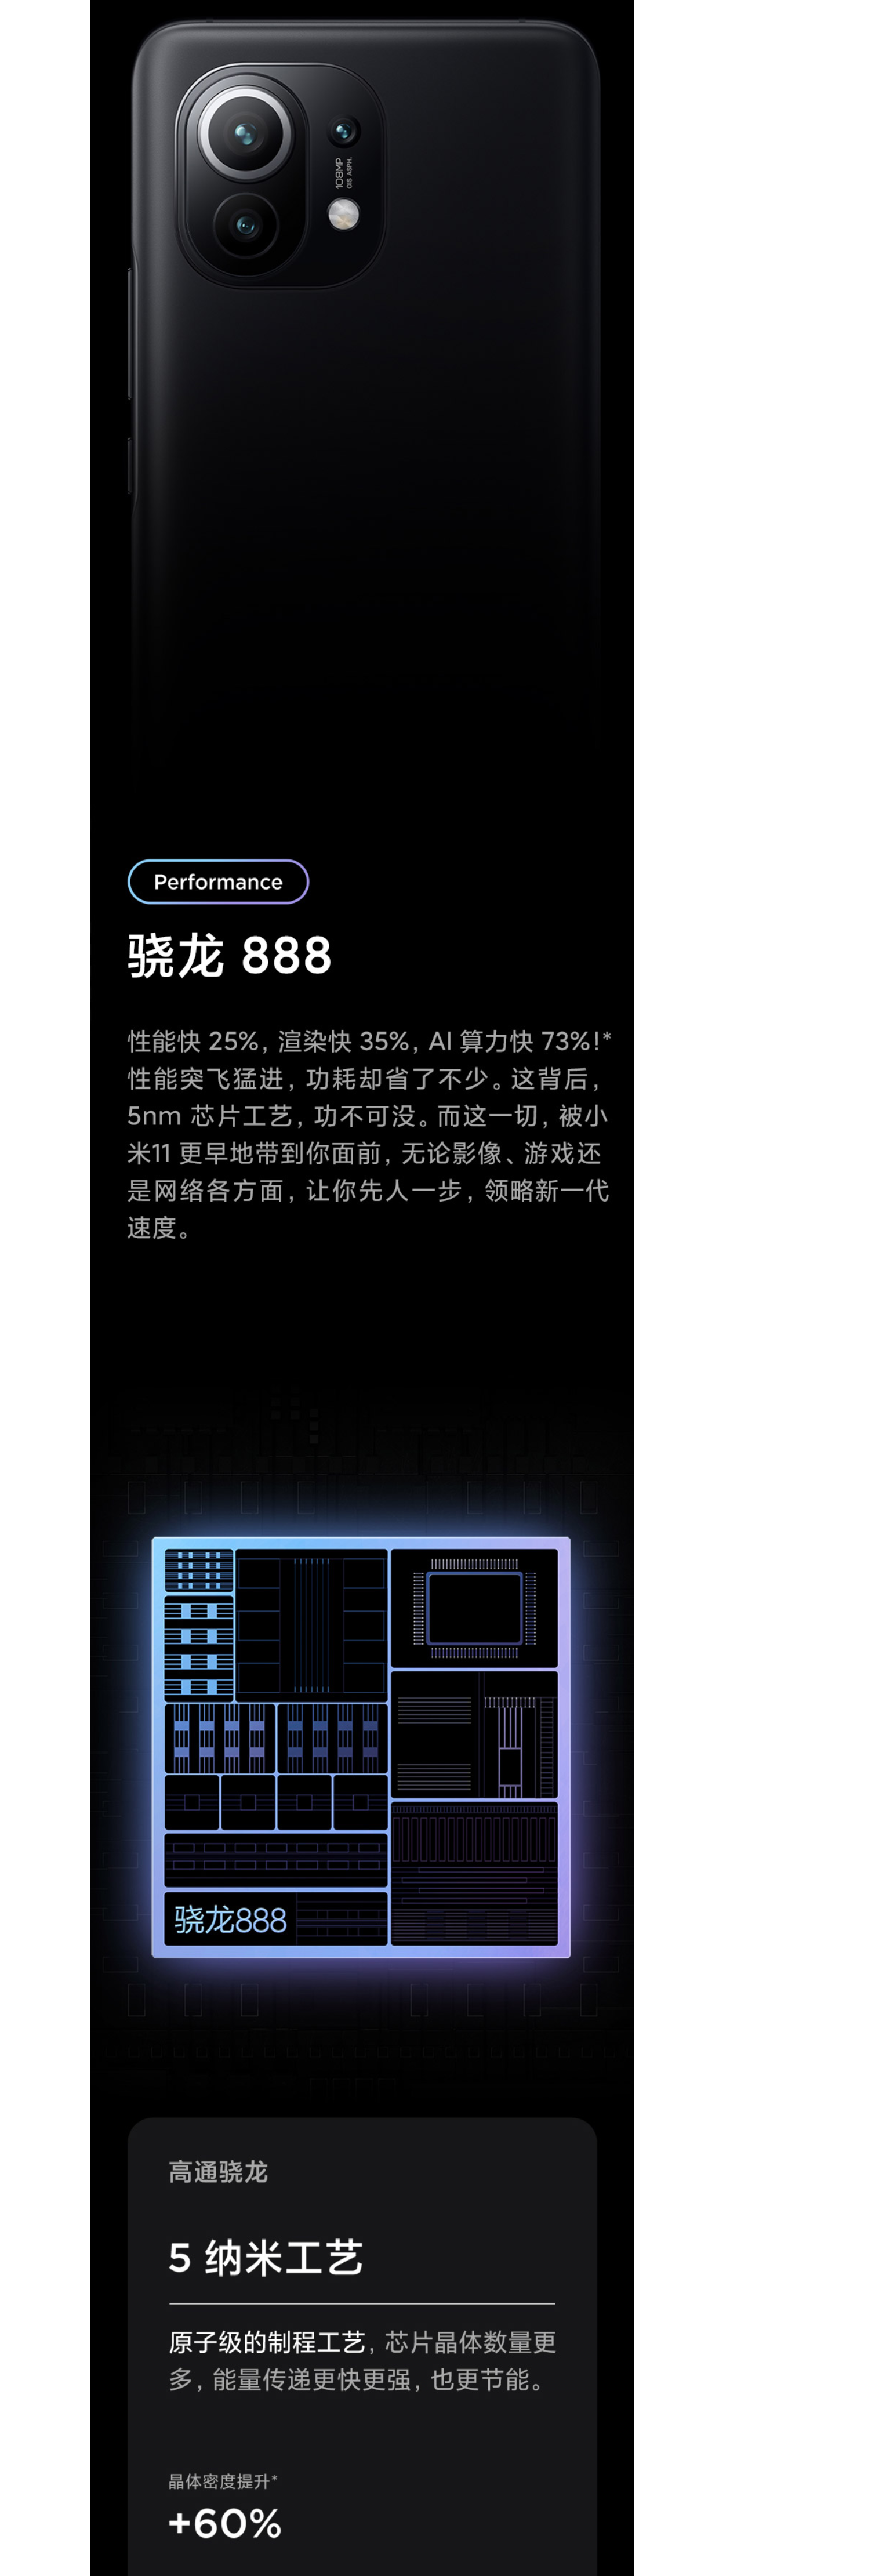 108MP
OIS ASPH.
Performance
骁龙 888
性能快 25%, 渲染快 35%, AI 算力快 73%!*
性能突飞猛进，功耗却省了不少。这背后，
5nm 芯片工艺，功不可没。而这一切，被小
米11 更早地带到你面前，无论影像、游戏还
是网络各方面，让你先人一步，领略新一代
速度。
骁龙888
高通骁龙
5 纳米工艺
原子级的制程工艺，芯片晶体数量更
多，能量传递更快更强，也更节能。
晶体密度提升*
+60%